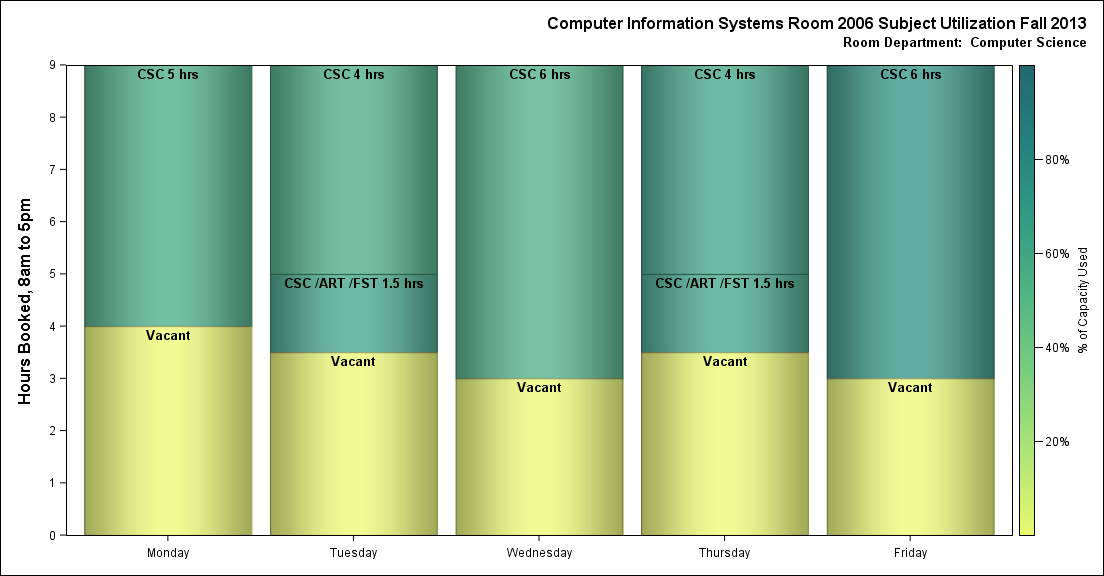 Computer Information Systems Room 2006 Subject Utilization Fall 2013
Room Department:  Computer Science
Hours Booked, 8am to 5pm
9
8
7
6
5
4
3
2
1
0
CSC 5 hrs
Vacant
CSC 4 hrs
CSC /ART /FST 1.5 hrs
Vacant
CSC 6 hrs
Vacant
CSC 4 hrs
CSC /ART /FST 1.5 hrs
Vacant
CSC 6 hrs
Vacant
Monday
Tuesday
Wednesday
Thursday
Friday
80%
60%
40%
20%
% of Capacity Used